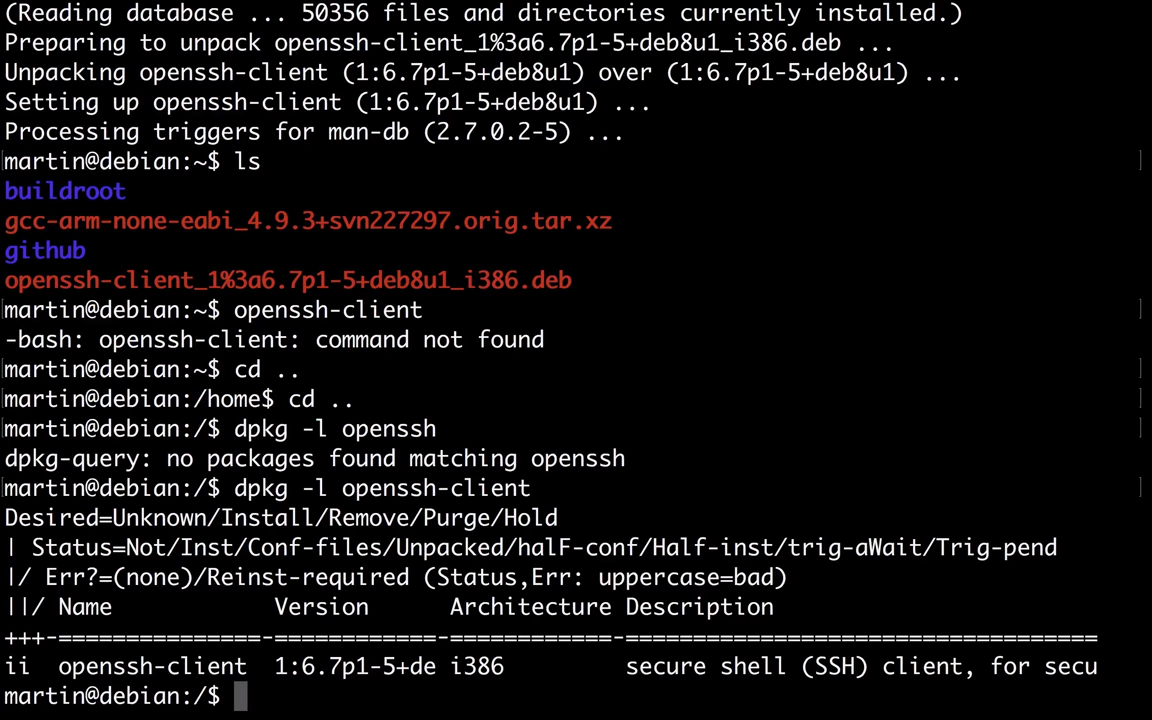 (Reading database ... 50356 files and directories currently installed.)
Preparing to unpack openssh-client_1%3a6.7p1-5+deb8u1_i386.deb ...
Unpacking openssh-client (1:6.7p1-5+deb8u1) over (1:6.7p1-5+deb8u1) ...
Setting up openssh-client (1:6.7p1-5+deb8u1) ...
Processing triggers for man-db (2.7.0.2-5) ...
[martin@debian:~$ ls ]
buildroot
gcc-arm-none-eabi_4.9.3+svn227297.orig.tar.xz
github
openssh-client_1%3a6.7p1-5+deb8u1_i386.deb
[martin@debian:~$ openssh-client ]
-bash: openssh-client: command not found
[martin@debian:~$ cd .. ]
[martin@debian:/home$ cd .. ]
[martin@debian:/$ dpkg -l openssh ]
dpkg-query: no packages found matching openssh
[martin@debian:/$ dpkg -l openssh-client ]
Desired=Unknown/Install/Remove/Purge/Hold
| Status=Not/Inst/Conf-files/Unpacked/halF-conf/Half-inst/trig-aWait/Trig-pend
|/ Err?=(none)/Reinst-required (Status,Err: uppercase=bad)
||/ Name Version Architecture Description
+++-===============-============-============-===================================
ii openssh-client 1:6.7p1-5+de i386 secure shell (SSH) client, for secu
martin@debian:/$